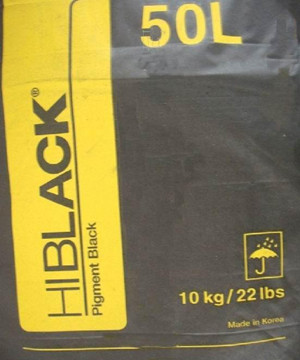 50L
HIBLACK®
Pigment Black
10 kg/22 lbs
Made in Korea